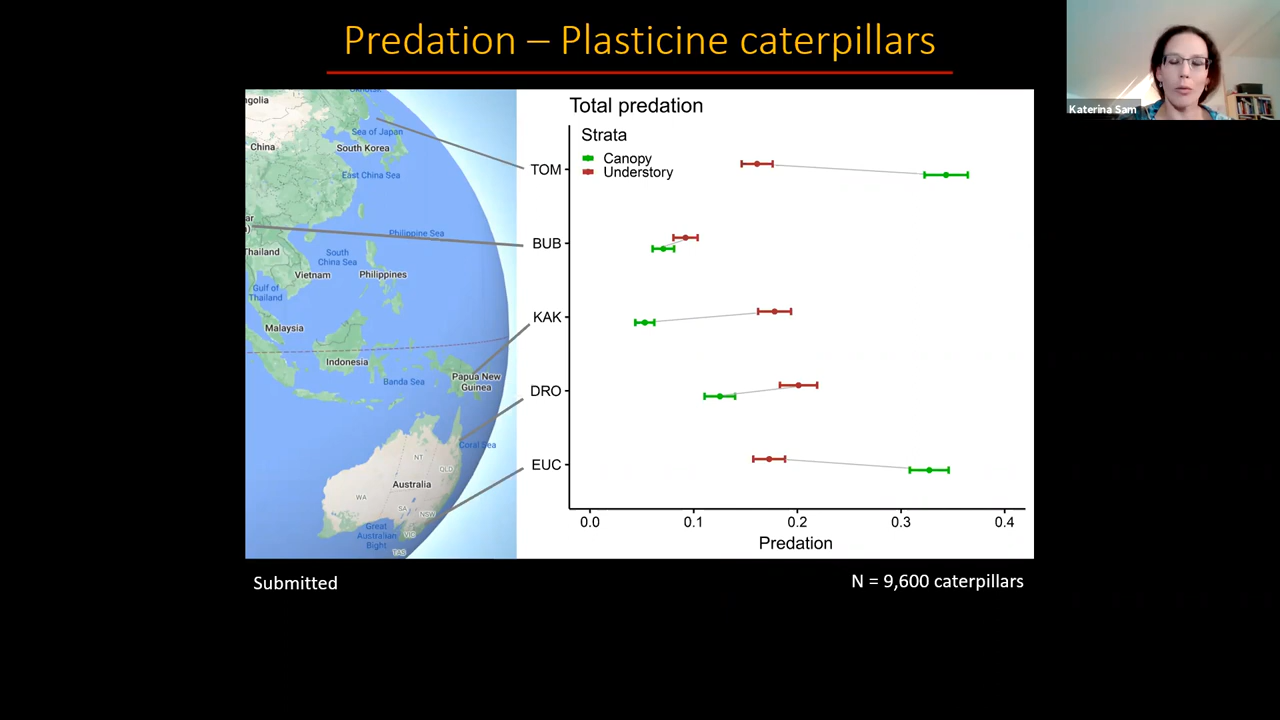 Predation – Plasticine caterpillars
Katerina Sam
Okhotsk
ngolia
China
Sea of Japan
South Korea
East China Sea
ar
)
Philippine Sea
Thailand
South
China Sea
Vietnam
Philippines
Gulf of
Thailand
Malaysia
Indonesia
Banda Sea
Papua New
Guinea
Coral Sea
NT
QLD
Australia
WA
SA
NSW
Great
Australian
Bight
VIC
TAS
Total predation
Strata
Canopy
Understory
TOM
BUB
KAK
DRO
EUC
0.0 0.1 0.2 0.3 0.4
Predation
Submitted
N = 9,600 caterpillars